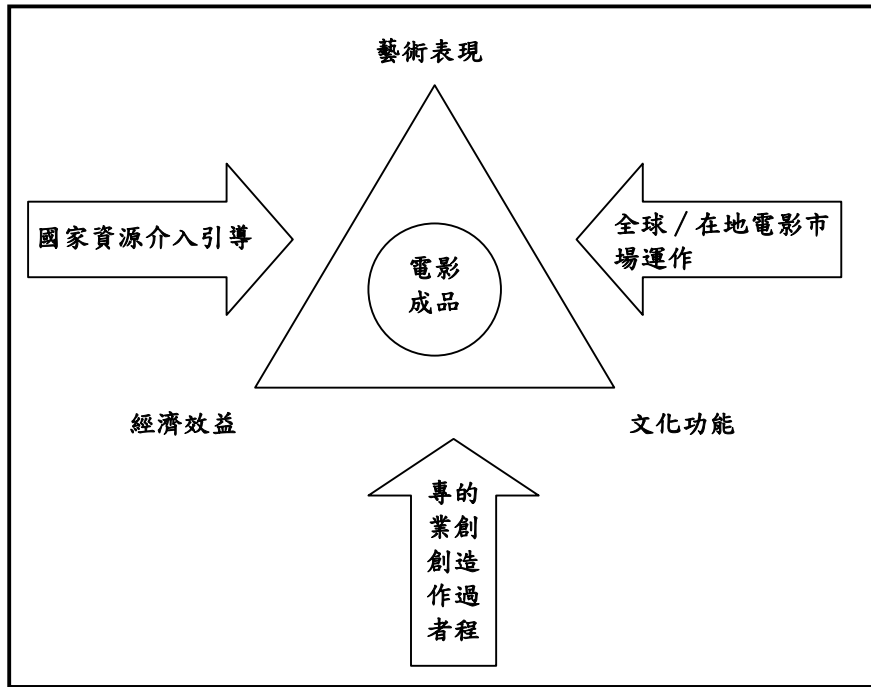 藝術表現
國家資源介入引導
全球／在地電影市
場運作
電影
成品
經濟效益
文化功能
專業創作者
的創造過程